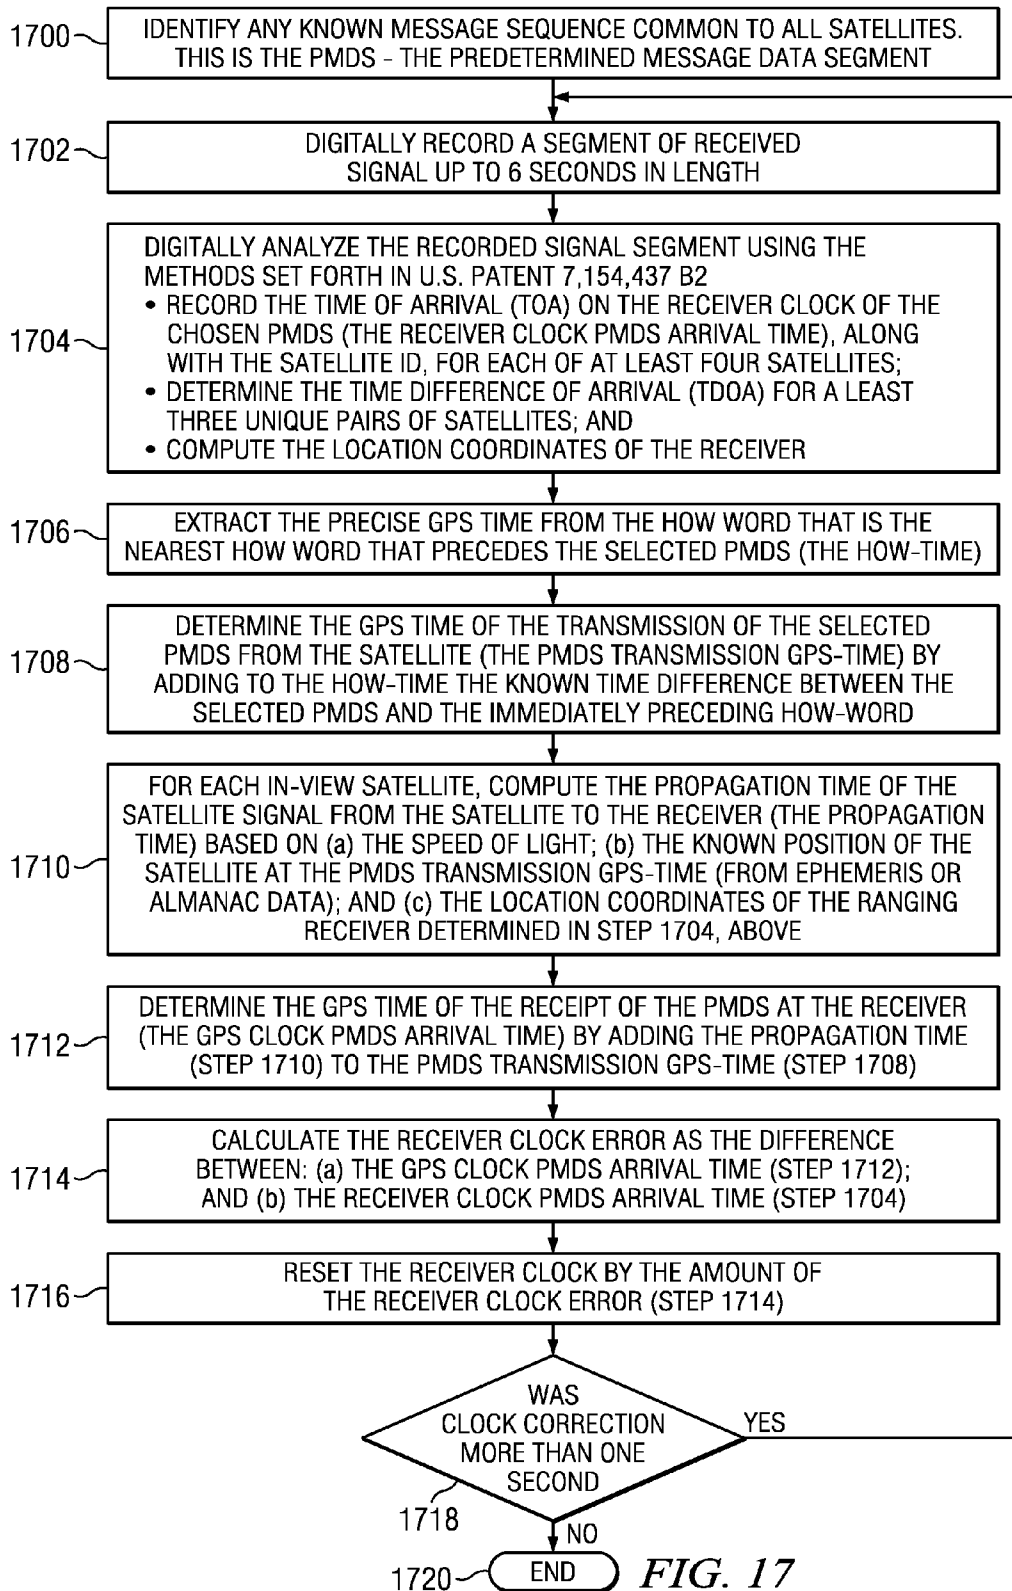 1700
IDENTIFY ANY KNOWN MESSAGE SEQUENCE COMMON TO ALL SATELLITES.
THIS IS THE PMDS - THE PREDETERMINED MESSAGE DATA SEGMENT
1702
DIGITALLY RECORD A SEGMENT OF RECEIVED
SIGNAL UP TO 6 SECONDS IN LENGTH
1704
DIGITALLY ANALYZE THE RECORDED SIGNAL SEGMENT USING THE
METHODS SET FORTH IN U.S. PATENT 7,154,437 B2
• RECORD THE TIME OF ARRIVAL (TOA) ON THE RECEIVER CLOCK OF THE
CHOSEN PMDS (THE RECEIVER CLOCK PMDS ARRIVAL TIME), ALONG
WITH THE SATELLITE ID, FOR EACH OF AT LEAST FOUR SATELLITES;
• DETERMINE THE TIME DIFFERENCE OF ARRIVAL (TDOA) FOR A LEAST
THREE UNIQUE PAIRS OF SATELLITES; AND
• COMPUTE THE LOCATION COORDINATES OF THE RECEIVER
1706
EXTRACT THE PRECISE GPS TIME FROM THE HOW WORD THAT IS THE
NEAREST HOW WORD THAT PRECEDES THE SELECTED PMDS (THE HOW-TIME)
1708
DETERMINE THE GPS TIME OF THE TRANSMISSION OF THE SELECTED
PMDS FROM THE SATELLITE (THE PMDS TRANSMISSION GPS-TIME) BY
ADDING TO THE HOW-TIME THE KNOWN TIME DIFFERENCE BETWEEN THE
SELECTED PMDS AND THE IMMEDIATELY PRECEDING HOW-WORD
1710
FOR EACH IN-VIEW SATELLITE, COMPUTE THE PROPAGATION TIME OF THE
SATELLITE SIGNAL FROM THE SATELLITE TO THE RECEIVER (THE PROPAGATION
TIME) BASED ON (a) THE SPEED OF LIGHT; (b) THE KNOWN POSITION OF THE
SATELLITE AT THE PMDS TRANSMISSION GPS-TIME (FROM EPHEMERIS OR
ALMANAC DATA); AND (c) THE LOCATION COORDINATES OF THE RANGING
RECEIVER DETERMINED IN STEP 1704, ABOVE
1712
DETERMINE THE GPS TIME OF THE RECEIPT OF THE PMDS AT THE RECEIVER
(THE GPS CLOCK PMDS ARRIVAL TIME) BY ADDING THE PROPAGATION TIME
(STEP 1710) TO THE PMDS TRANSMISSION GPS-TIME (STEP 1708)
1714
CALCULATE THE RECEIVER CLOCK ERROR AS THE DIFFERENCE
BETWEEN: (a) THE GPS CLOCK PMDS ARRIVAL TIME (STEP 1712);
AND (b) THE RECEIVER CLOCK PMDS ARRIVAL TIME (STEP 1704)
1716
RESET THE RECEIVER CLOCK BY THE AMOUNT OF
THE RECEIVER CLOCK ERROR (STEP 1714)
WAS
CLOCK CORRECTION
MORE THAN ONE
SECOND
YES
1718
NO
1720
END
FIG. 17